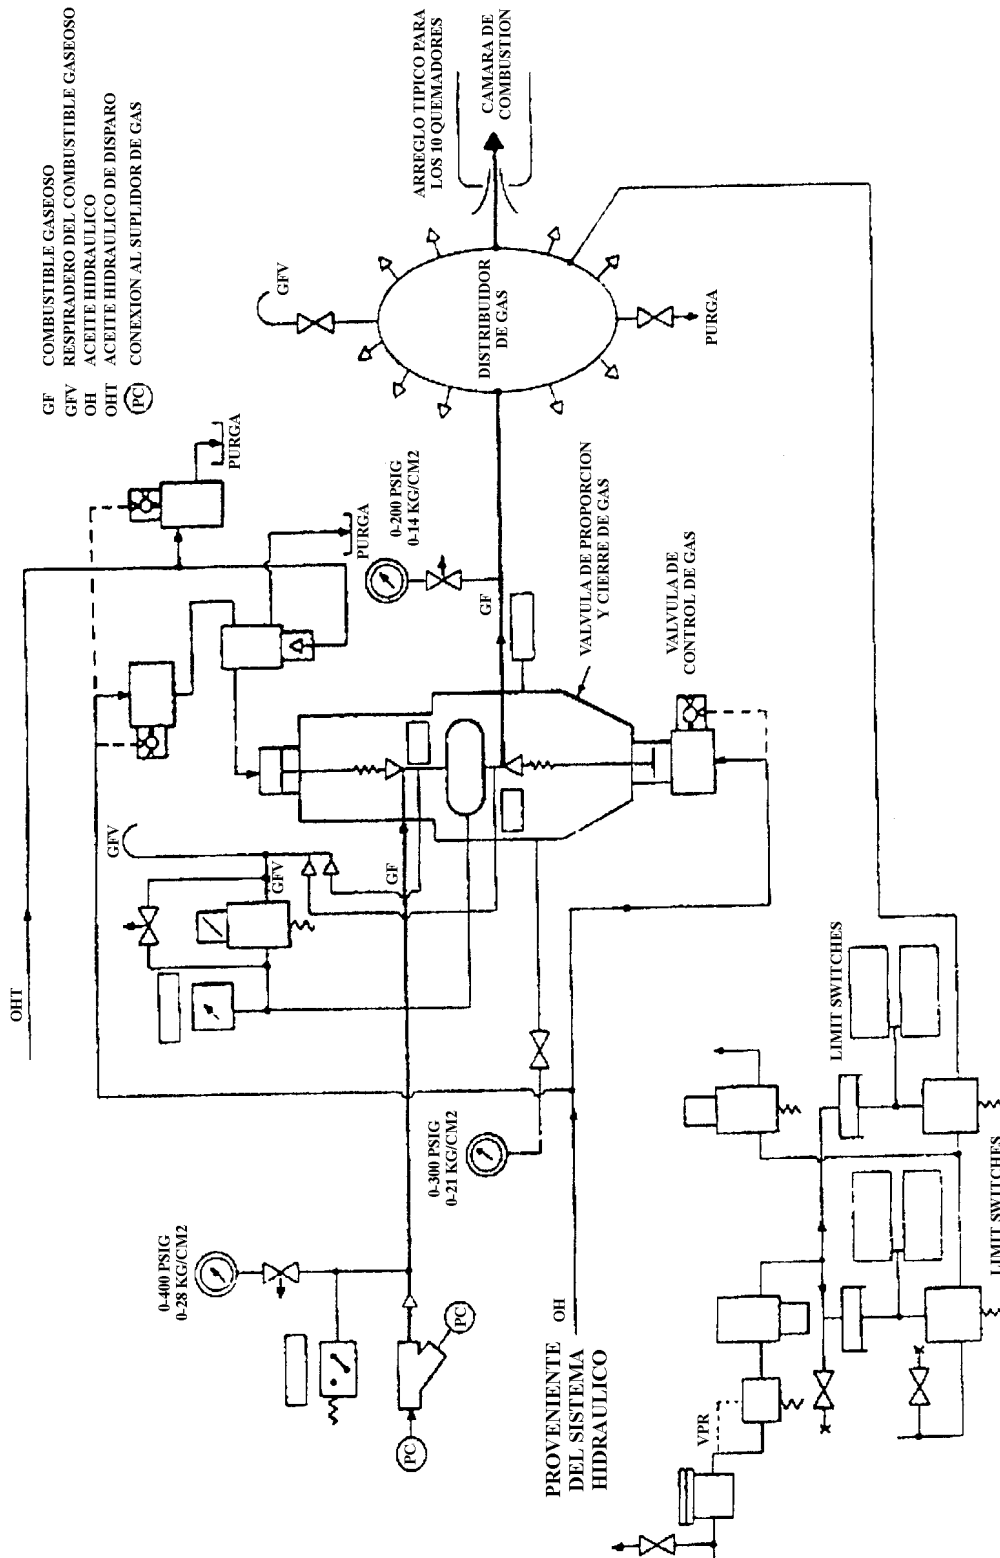 GF COMBUSTIBLE GASEOSO
GFV RESPIRADERO DEL COMBUSTIBLE GASEOSO
OH ACEITE HIDRAULICO
OHT ACEITE HIDRAULICO DE DISPARO
PC CONEXION AL SUPLIDOR DE GAS
OHT
PURGA
PURGA
GFV
GFV
GFV
ARREGLO TIPICO PARA
LOS 10 QUEMADORES
CAMARA DE
COMBUSTION
DISTRIBUIDOR
DE GAS
PURGA
0-200 PSIG
0-14 KG/CM2
GF
GF
VALVULA DE PROPORCION
Y CIERRE DE GAS
VALVULA DE
CONTROL DE GAS
0-400 PSIG
0-28 KG/CM2
0-300 PSIG
0-21 KG/CM2
PC
PC
PROVENIENTE
DEL SISTEMA
HIDRAULICO
OH
VPR
LIMIT SWITCHES
LIMIT SWITCHES